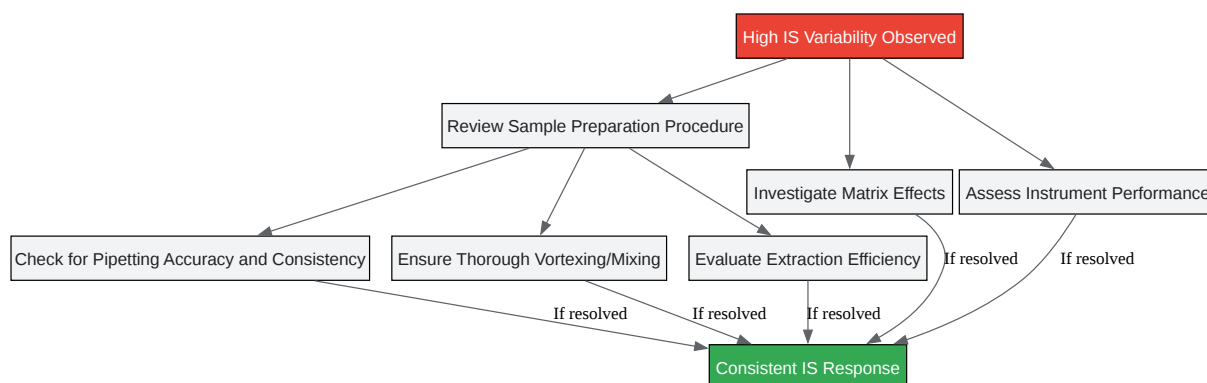 High IS Variability Observed
Review Sample Preparation Procedure
Investigate Matrix Effects
Assess Instrument Performance
Check for Pipetting Accuracy and Consistency
Ensure Thorough Vortexing/Mixing
Evaluate Extraction Efficiency
If resolved
If resolved
If resolved
If resolved
If resolved
Consistent IS Response